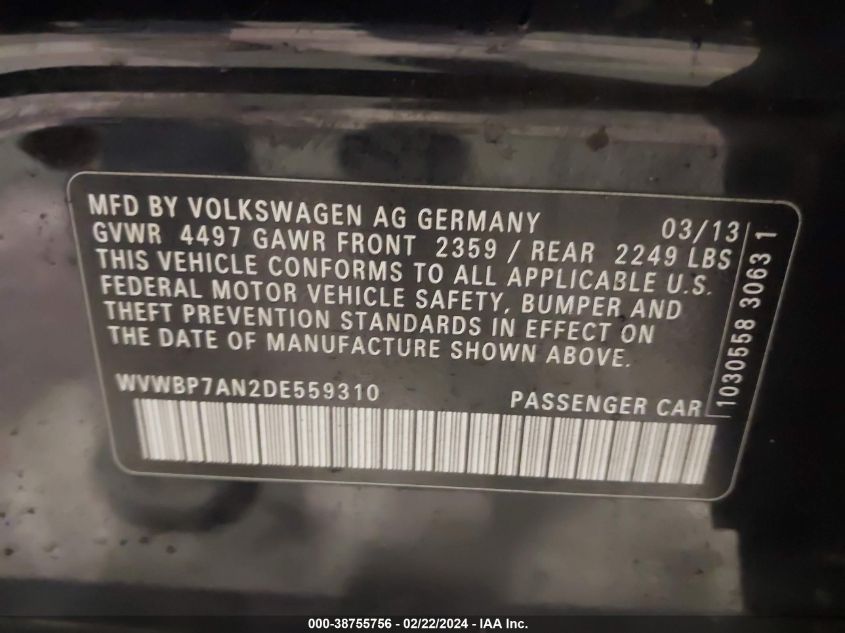 MFD BY VOLKSWAGEN AG GERMANY 03/13
GVWR 4497 GAWR FRONT 2359 / REAR 2249 LBS
THIS VEHICLE CONFORMS TO ALL APPLICABLE U.S.
FEDERAL MOTOR VEHICLE SAFETY, BUMPER AND
THEFT PREVENTION STANDARDS IN EFFECT ON
THE DATE OF MANUFACTURE SHOWN ABOVE.
WVWBP7AN2DE559310 PASSENGER CAR
1030558 3063 1
000-38755756 - 02/22/2024 - IAA Inc.